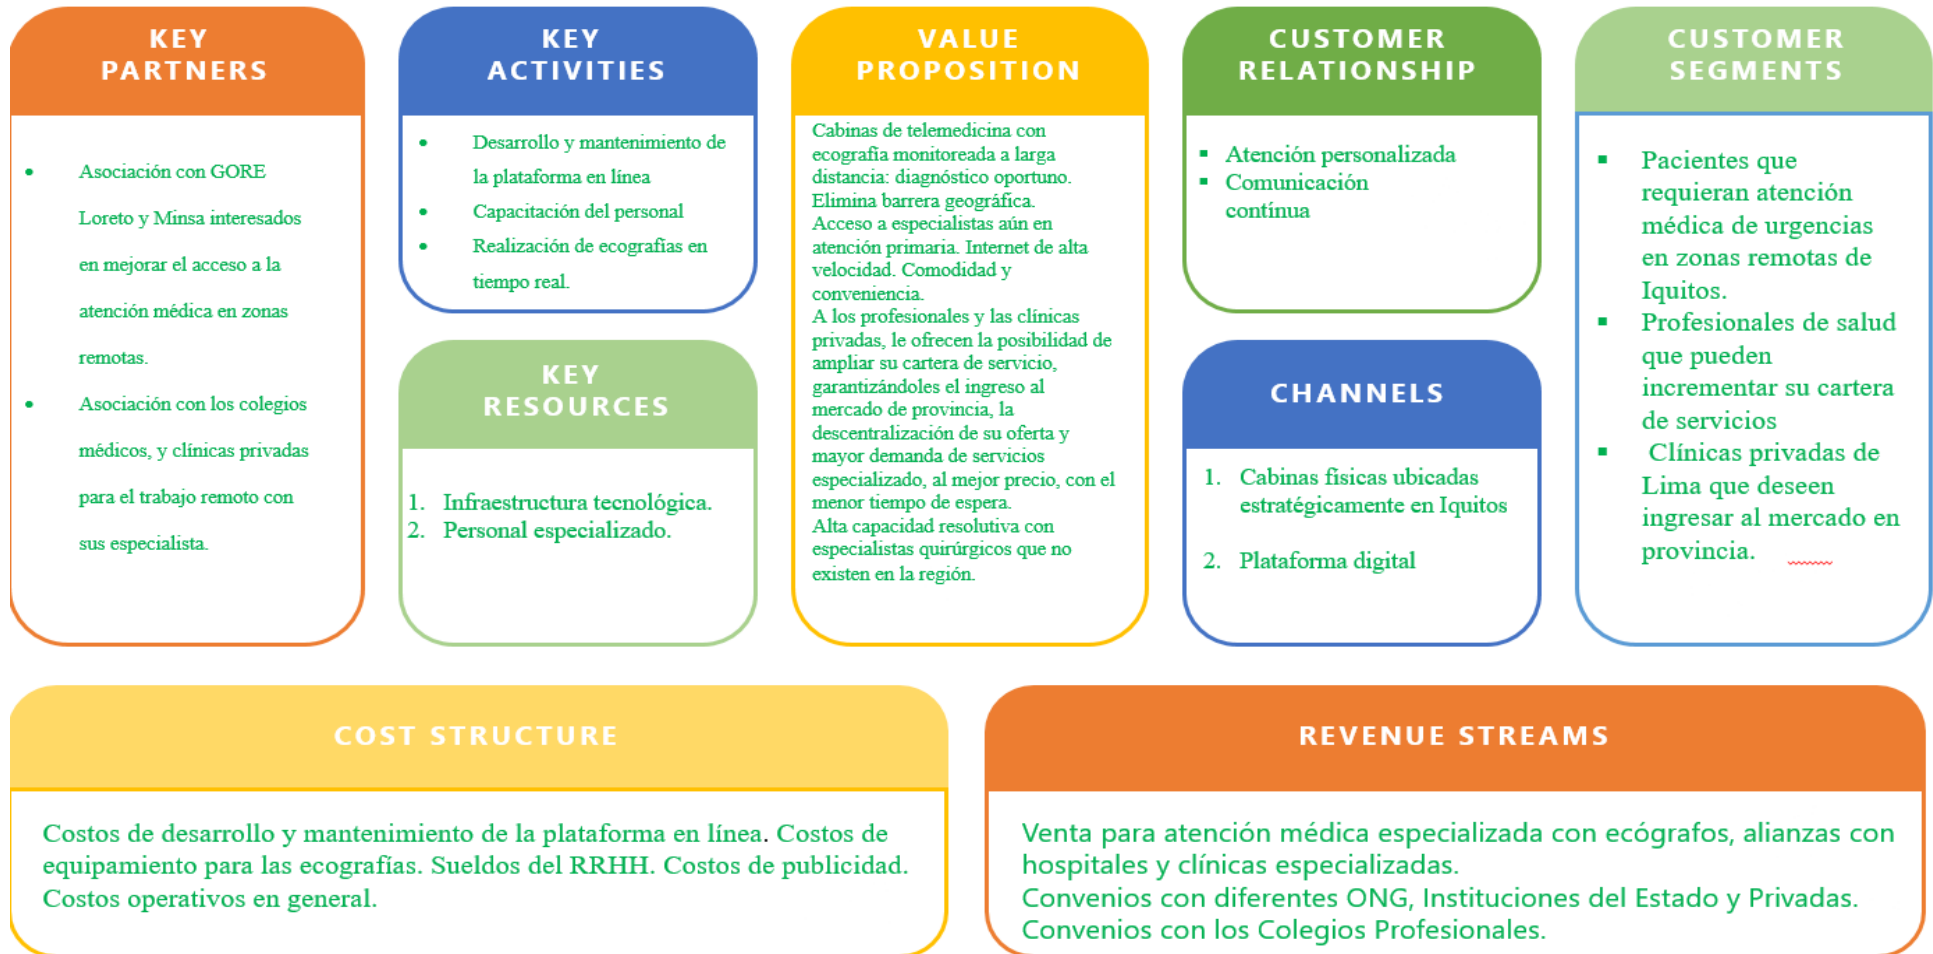 KEY
PARTNERS
• Asociación con GORE
Loreto y Minsa interesados
en mejorar el acceso a la
atención médica en zonas
remotas.
• Asociación con los colegios
médicos, y clínicas privadas
para el trabajo remoto con
sus especialista.
KEY
ACTIVITIES
• Desarrollo y mantenimiento de
la plataforma en línea
• Capacitación del personal
• Realización de ecografías en
tiempo real.
KEY
RESOURCES
1. Infraestructura tecnológica.
2. Personal especializado.
VALUE
PROPOSITION
Cabinas de telemedicina con
ecografía monitoreada a larga
distancia: diagnóstico oportuno.
Elimina barrera geográfica.
Acceso a especialistas aún en
atención primaria. Internet de alta
velocidad. Comodidad y
conveniencia.
A los profesionales y las clínicas
privadas, le ofrecen la posibilidad de
ampliar su cartera de servicio,
garantizándoles el ingreso al
mercado de provincia, la
descentralización de su oferta y
mayor demanda de servicios
especializado, al mejor precio, con el
menor tiempo de espera.
Alta capacidad resolutiva con
especialistas quirúrgicos que no
existen en la región.
CUSTOMER
RELATIONSHIP
▪ Atención personalizada
▪ Comunicación
contínua
CHANNELS
1. Cabinas físicas ubicadas
estratégicamente en Iquitos
2. Plataforma digital
CUSTOMER
SEGMENTS
▪ Pacientes que
requieran atención
médica de urgencias
en zonas remotas de
Iquitos.
▪ Profesionales de salud
que pueden
incrementar su cartera
de servicios
▪ Clínicas privadas de
Lima que deseen
ingresar al mercado en
provincia.
COST STRUCTURE
Costos de desarrollo y mantenimiento de la plataforma en línea. Costos de
equipamiento para las ecografías. Sueldos del RRHH. Costos de publicidad.
Costos operativos en general.
REVENUE STREAMS
Venta para atención médica especializada con ecógrafos, alianzas con
hospitales y clínicas especializadas.
Convenios con diferentes ONG, Instituciones del Estado y Privadas.
Convenios con los Colegios Profesionales.